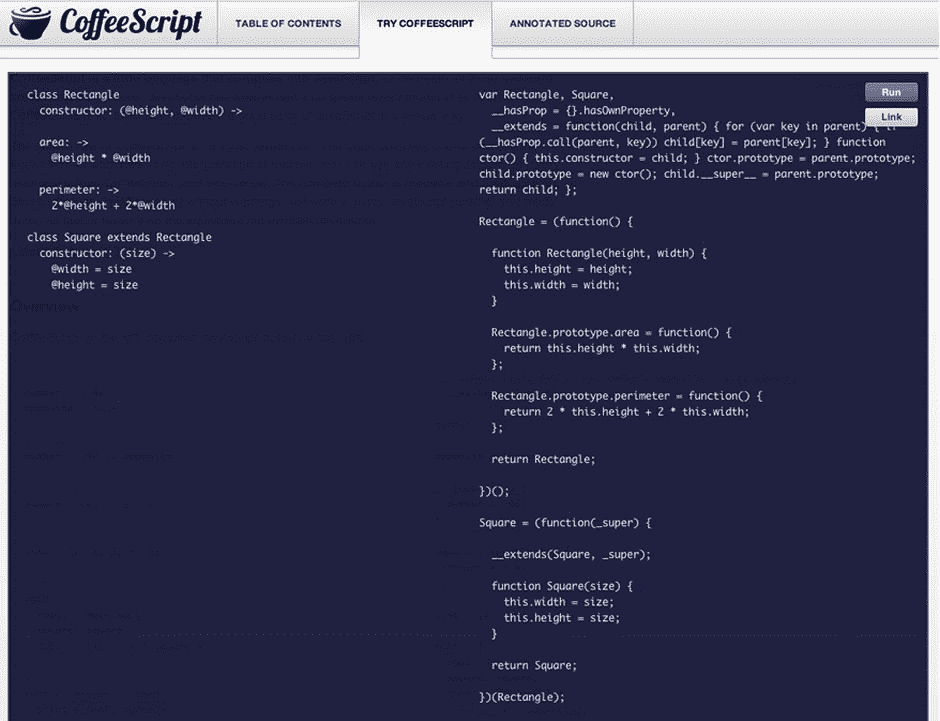 CoffeeScript
TABLE OF CONTENTS
TRY COFFEESCRIPT
ANNOTATED SOURCE
class Rectangle
  constructor: (@height, @width) ->

  area: ->
    @height * @width

  perimeter: ->
    2*@height + 2*@width

class Square extends Rectangle
  constructor: (size) ->
    @width = size
    @height = size
Overview
Run
Link
var Rectangle, Square,
  __hasProp = {}.hasOwnProperty,
  __extends = function(child, parent) { for (var key in parent) { if
(__hasProp.call(parent, key)) child[key] = parent[key]; } function
ctor() { this.constructor = child; } ctor.prototype = parent.prototype;
child.prototype = new ctor(); child.__super__ = parent.prototype;
return child; };

Rectangle = (function() {

  function Rectangle(height, width) {
    this.height = height;
    this.width = width;
  }

  Rectangle.prototype.area = function() {
    return this.height * this.width;
  };

  Rectangle.prototype.perimeter = function() {
    return 2 * this.height + 2 * this.width;
  };

  return Rectangle;

})();

Square = (function(_super) {

  __extends(Square, _super);

  function Square(size) {
    this.width = size;
    this.height = size;
  }

  return Square;

})(Rectangle);